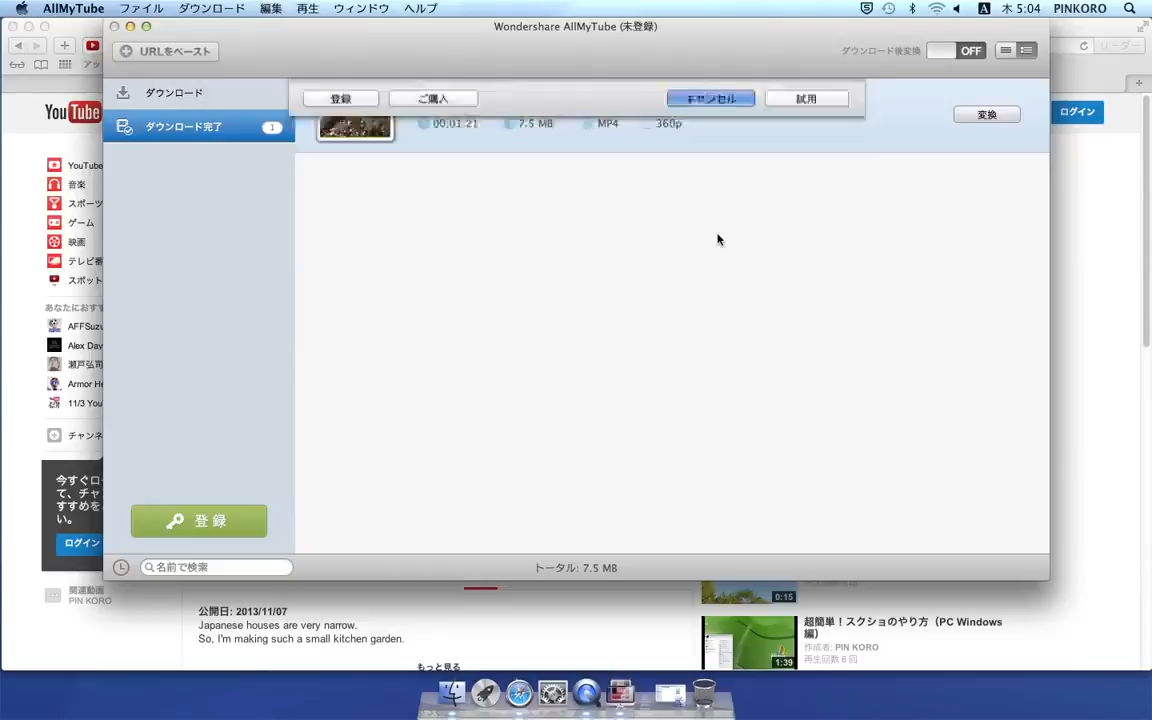 AllMyTube ファイル ダウンロード 編集 再生 ウィンドウ ヘルプ
A 木 5:04 PINKORO
Wondershare AllMyTube (未登録)
URLをペースト
ダウンロード後変換 OFF
リーダー
アッ
ダウンロード
登録 ご購入 キャンセル 試用
YouTube
ダウンロード完了 1
00:01:21 7.5 MB MP4 360p
変換
ログイン
YouTube
音楽
スポーツ
ゲーム
映画
テレビ番
スポット
あなたにおす
AFFSuzu
Alex Dav
瀬戸弘司
Armor He
11/3 You
チャンネ
今すぐロ
て、チャ
すすめを
い。
ログイン
登録
名前で検索
トータル: 7.5 MB
関連動画
PIN KORO
公開日: 2013/11/07
Japanese houses are very narrow.
So, I'm making such a small kitchen garden.
もっと見る
0:15
超簡単！スクショのやり方（PC Windows
編）
作成者: PIN KORO
再生回数 6 回
1:39